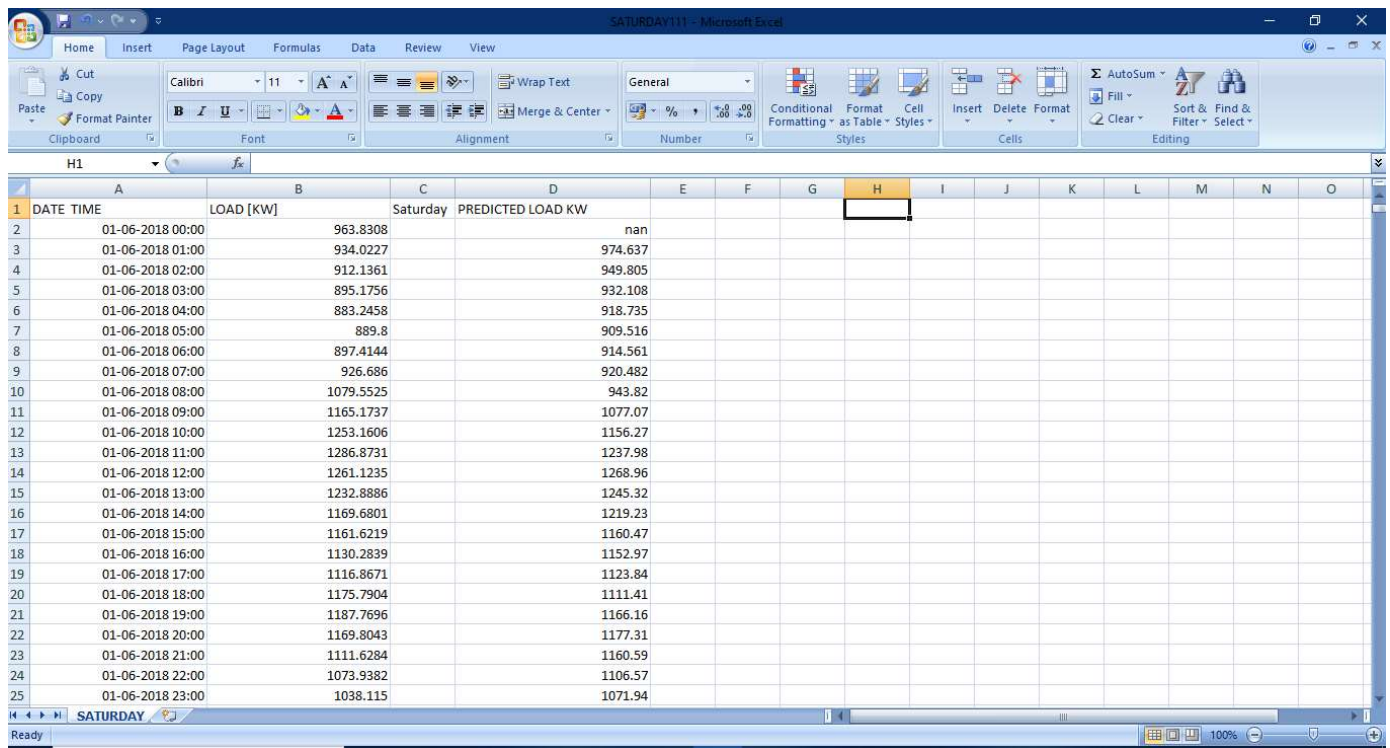 SATURDAY111 - Microsoft Excel
Home Insert Page Layout Formulas Data Review View
Cut
Copy
Format Painter
Paste
Clipboard
Calibri 11
B I U
Font
Wrap Text
Merge & Center
Alignment
General
% ,
Number
Conditional Formatting
Format as Table
Cell Styles
Styles
Insert Delete Format
Cells
Σ AutoSum
Fill
Clear
Sort & Filter
Find & Select
Editing
H1 fx
A B C D E F G H I J K L M N O
1 DATE TIME LOAD [KW] Saturday PREDICTED LOAD KW
2 01-06-2018 00:00 963.8308 nan
3 01-06-2018 01:00 934.0227 974.637
4 01-06-2018 02:00 912.1361 949.805
5 01-06-2018 03:00 895.1756 932.108
6 01-06-2018 04:00 883.2458 918.735
7 01-06-2018 05:00 889.8 909.516
8 01-06-2018 06:00 897.4144 914.561
9 01-06-2018 07:00 926.686 920.482
10 01-06-2018 08:00 1079.5525 943.82
11 01-06-2018 09:00 1165.1737 1077.07
12 01-06-2018 10:00 1253.1606 1156.27
13 01-06-2018 11:00 1286.8731 1237.98
14 01-06-2018 12:00 1261.1235 1268.96
15 01-06-2018 13:00 1232.8886 1245.32
16 01-06-2018 14:00 1169.6801 1219.23
17 01-06-2018 15:00 1161.6219 1160.47
18 01-06-2018 16:00 1130.2839 1152.97
19 01-06-2018 17:00 1116.8671 1123.84
20 01-06-2018 18:00 1175.7904 1111.41
21 01-06-2018 19:00 1187.7696 1166.16
22 01-06-2018 20:00 1169.8043 1177.31
23 01-06-2018 21:00 1111.6284 1160.59
24 01-06-2018 22:00 1073.9382 1106.57
25 01-06-2018 23:00 1038.115 1071.94
SATURDAY
Ready 100%